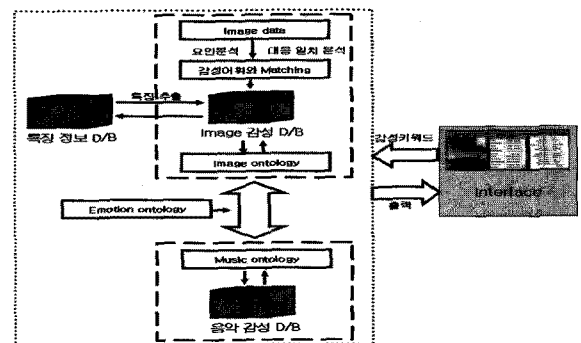 Image data
요인분석 대응 일치 분석
감성어휘와 Matching
특징 추출
특징 정보 D/B
Image 감성 D/B
Image ontology
Emotion ontology
Music ontology
음악 감성 D/B
감성키워드
Interface
출력